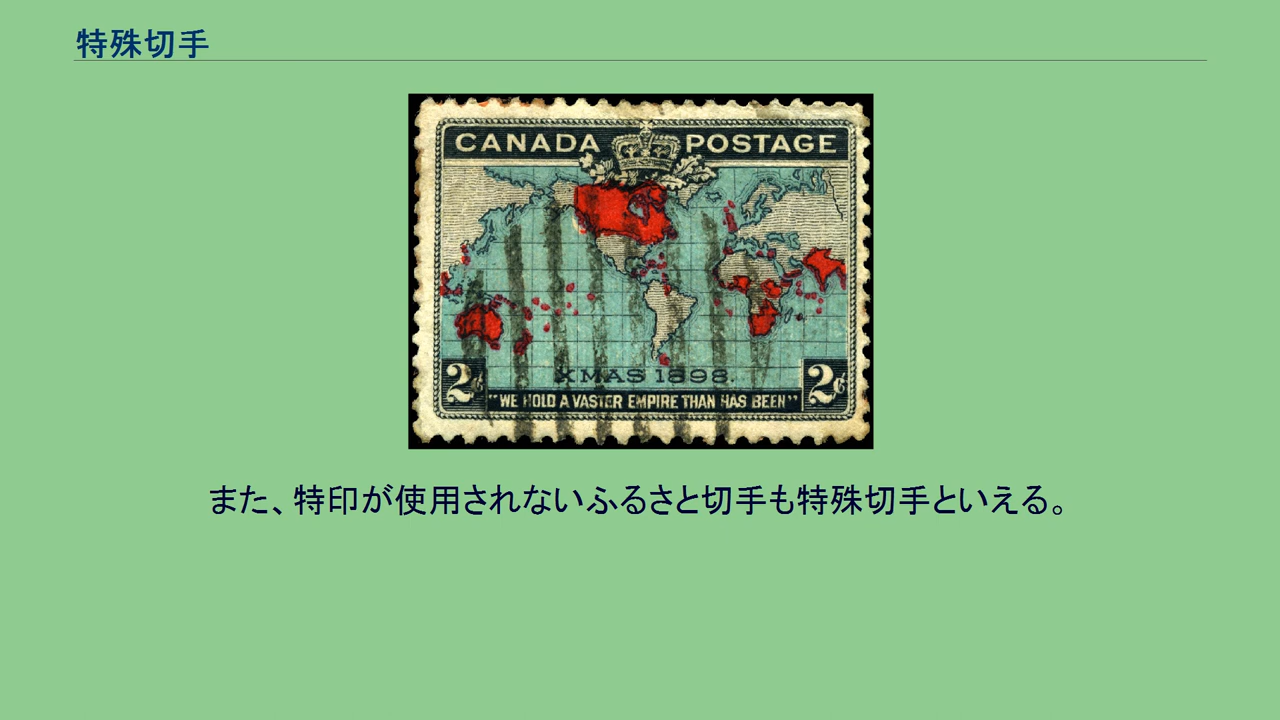 特殊切手
CANADA POSTAGE
XMAS 1898.
2¢ 2¢
"WE HOLD A VASTER EMPIRE THAN HAS BEEN"
また、特印が使用されないふるさと切手も特殊切手といえる。